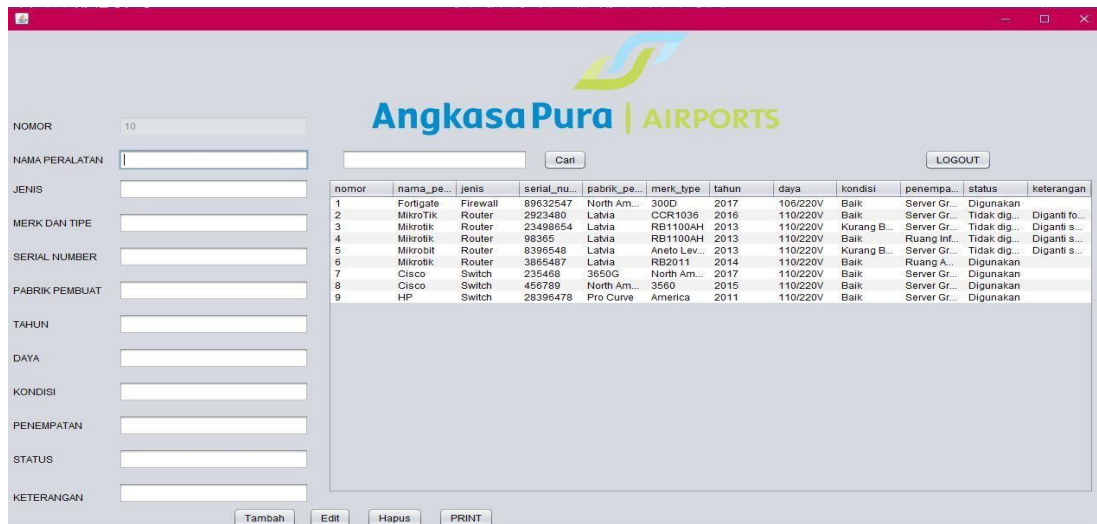 Angkasa Pura | AIRPORTS
NOMOR 10
NAMA PERALATAN
JENIS
MERK DAN TIPE
SERIAL NUMBER
PABRIK PEMBUAT
TAHUN
DAYA
KONDISI
PENEMPATAN
STATUS
KETERANGAN
Cari LOGOUT
nomor nama_pe... jenis serial_nu... pabrik_pe... merk_type tahun daya kondisi penempa... status keterangan
1 Fortigate Firewall 89632547 North Am... 300D 2017 106/220V Baik Server Gr... Digunakan
2 MikroTik Router 2923480 Latvia CCR1036 2016 110/220V Baik Server Gr... Tidak dig... Diganti fo...
3 Mikrotik Router 23498654 Latvia RB1100AH 2013 110/220V Kurang B... Server Gr... Tidak dig... Diganti s...
4 Mikrotik Router 98365 Latvia RB1100AH 2013 110/220V Baik Ruang Inf... Tidak dig... Diganti s...
5 Mikrobit Router 8396548 Latvia Aneto Lev... 2013 110/220V Kurang B... Server Gr... Tidak dig... Diganti s...
6 Mikrotik Router 3865487 Latvia RB2011 2014 110/220V Baik Ruang A... Digunakan
7 Cisco Switch 235468 3650G North Am... 2017 110/220V Baik Server Gr... Digunakan
8 Cisco Switch 456789 North Am... 3560 2015 110/220V Baik Server Gr... Digunakan
9 HP Switch 28396478 Pro Curve America 2011 110/220V Baik Server Gr... Digunakan
Tambah Edit Hapus PRINT